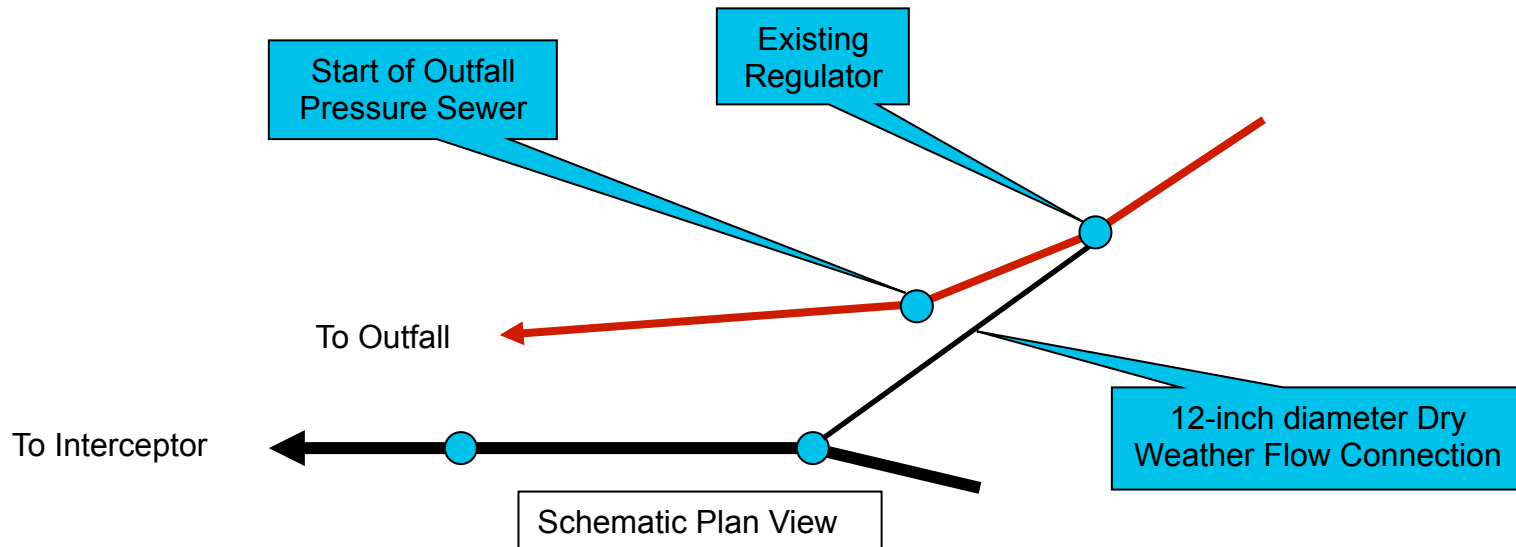 Existing
Regulator
Start of Outfall
Pressure Sewer
To Outfall
12-inch diameter Dry
Weather Flow Connection
To Interceptor
Schematic Plan View